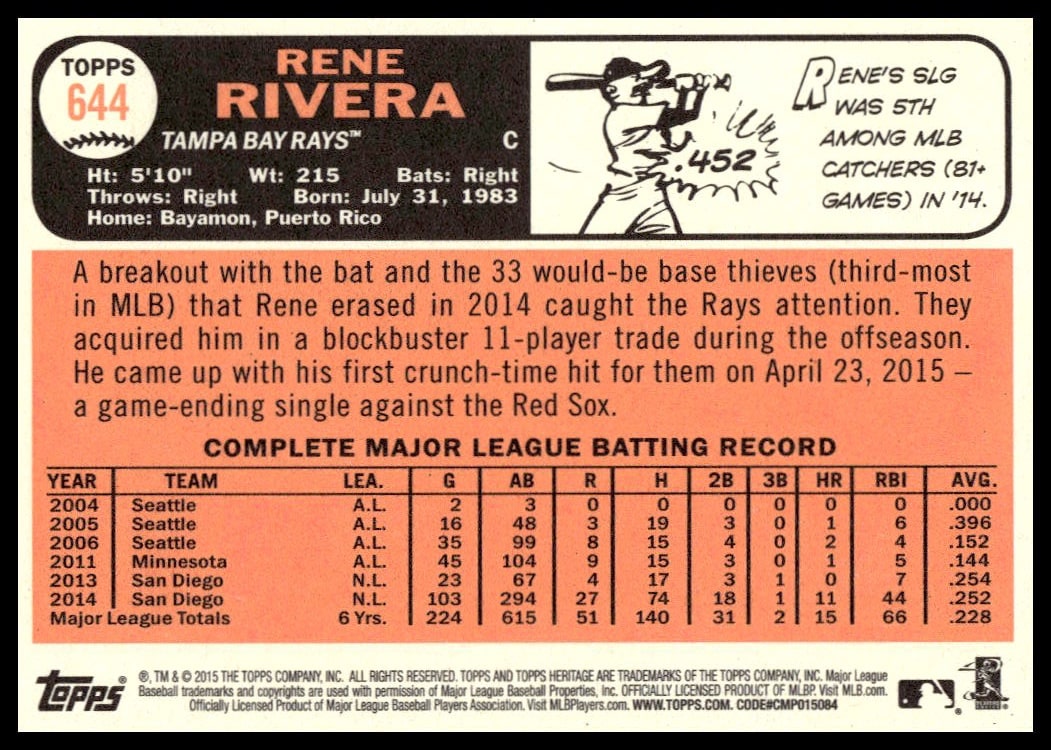 TOPPS
644
RENE
RIVERA
TAMPA BAY RAYS™ C
Ht: 5'10" Wt: 215 Bats: Right
Throws: Right Born: July 31, 1983
Home: Bayamon, Puerto Rico
.452
RENE'S SLG
WAS 5TH
AMONG MLB
CATCHERS (81+
GAMES) IN '14.
A breakout with the bat and the 33 would-be base thieves (third-most
in MLB) that Rene erased in 2014 caught the Rays attention. They
acquired him in a blockbuster 11-player trade during the offseason.
He came up with his first crunch-time hit for them on April 23, 2015 –
a game-ending single against the Red Sox.
COMPLETE MAJOR LEAGUE BATTING RECORD
YEAR TEAM LEA. G AB R H 2B 3B HR RBI AVG.
2004 Seattle A.L. 2 3 0 0 0 0 0 0 .000
2005 Seattle A.L. 16 48 3 19 3 0 1 6 .396
2006 Seattle A.L. 35 99 8 15 4 0 2 4 .152
2011 Minnesota A.L. 45 104 9 15 3 0 1 5 .144
2013 San Diego N.L. 23 67 4 17 3 1 0 7 .254
2014 San Diego N.L. 103 294 27 74 18 1 11 44 .252
Major League Totals 6 Yrs. 224 615 51 140 31 2 15 66 .228
Topps®
®, TM & © 2015 THE TOPPS COMPANY, INC. ALL RIGHTS RESERVED. TOPPS AND TOPPS HERITAGE ARE TRADEMARKS OF THE TOPPS COMPANY, INC. Major League
Baseball trademarks and copyrights are used with permission of Major League Baseball Properties, Inc. OFFICIALLY LICENSED PRODUCT OF MLBP. Visit MLB.com.
Officially Licensed Product of Major League Baseball Players Association. Visit MLBPlayers.com. WWW.TOPPS.COM. CODE#CMP015084